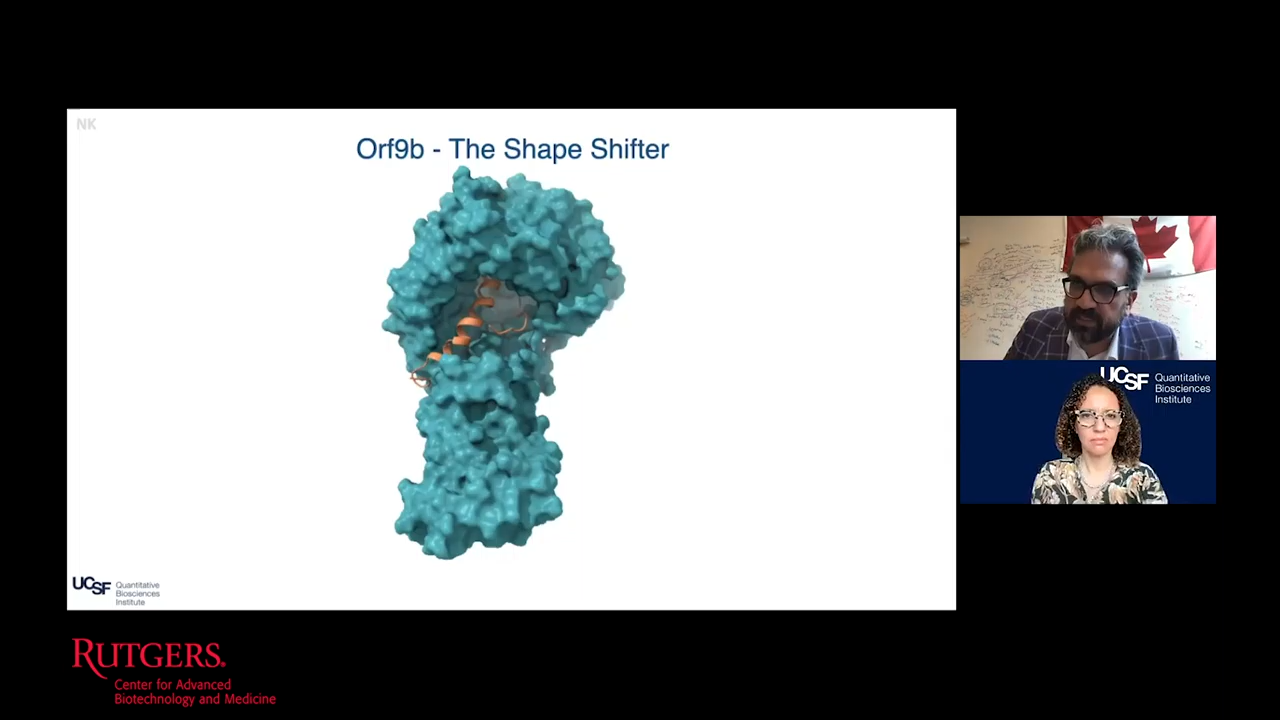 NK
Orf9b - The Shape Shifter
UCSF Quantitative
Biosciences
Institute
UCSF Quantitative
Biosciences
Institute
RUTGERS
Center for Advanced
Biotechnology and Medicine